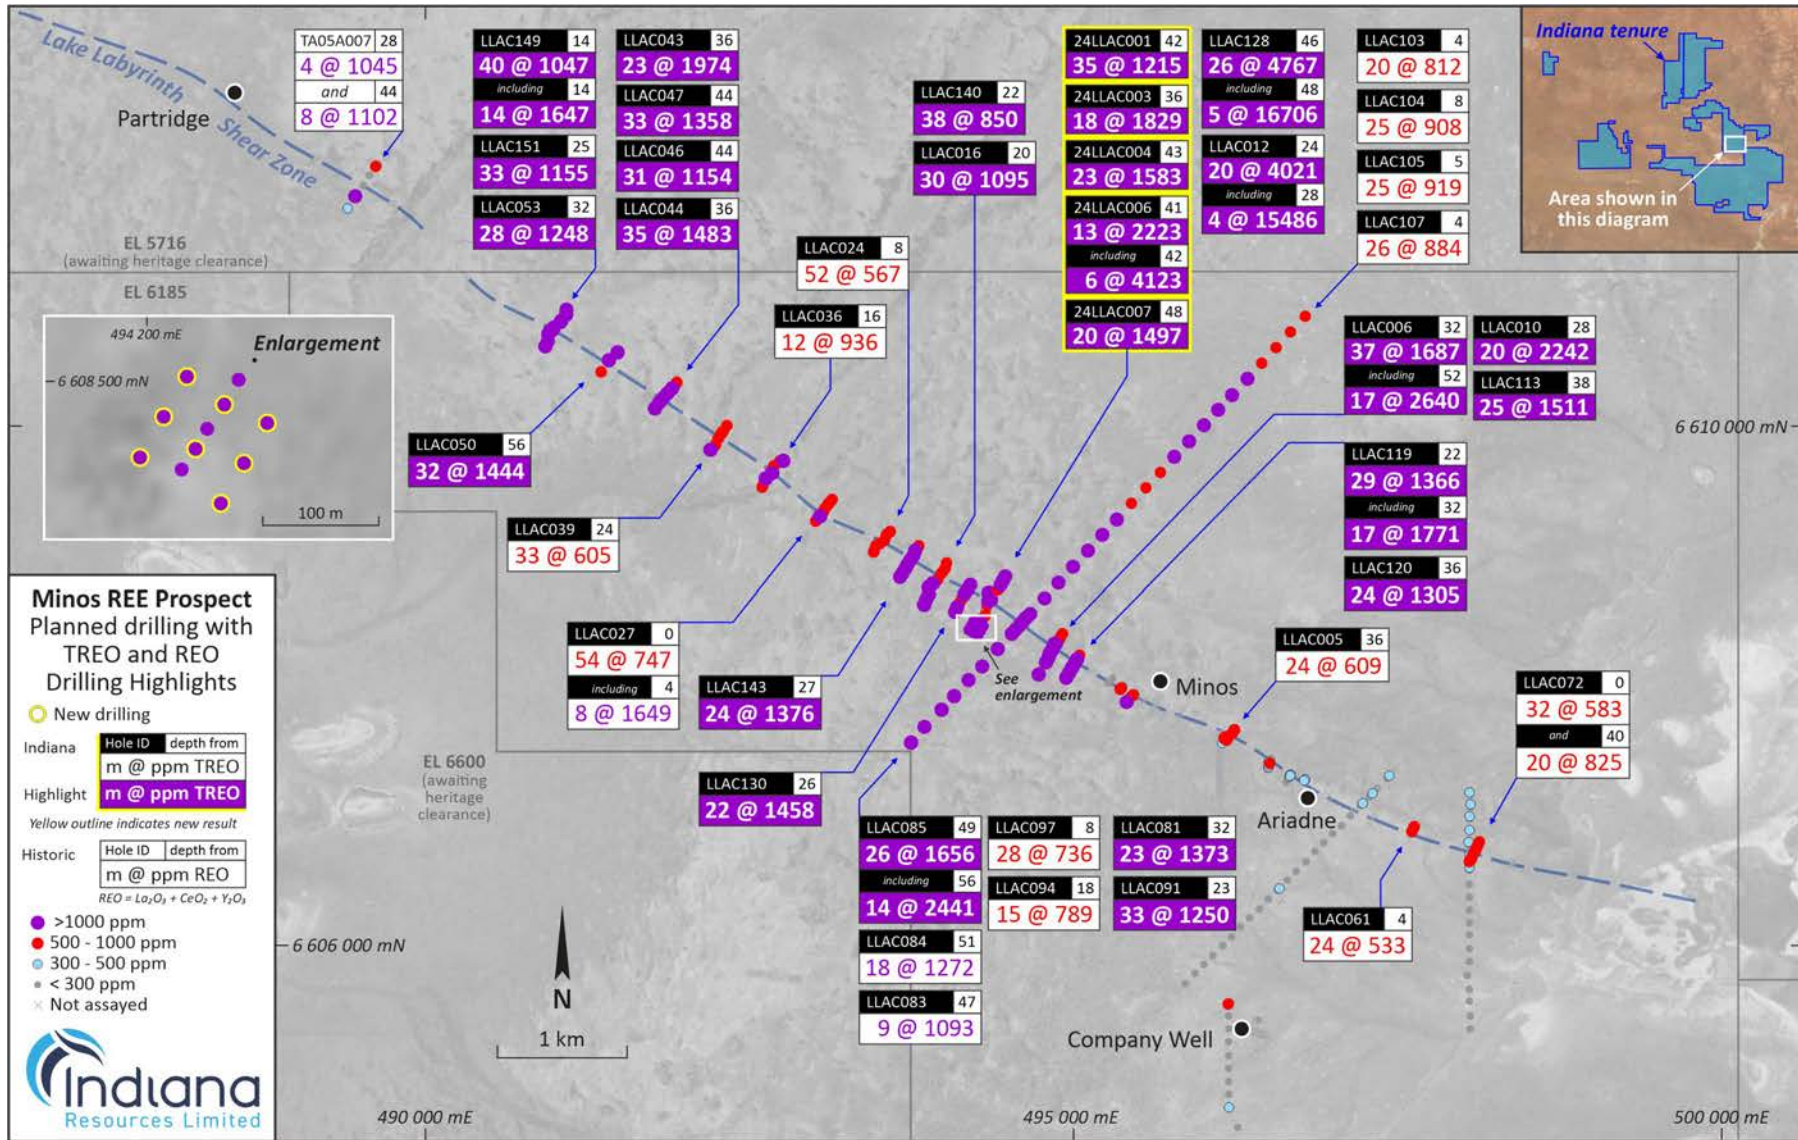 Lake Labyrinth
Shear Zone
Partridge
TA05A007 28
4 @ 1045
and 44
8 @ 1102
LLAC149 14
40 @ 1047
including 14
14 @ 1647
LLAC151 25
33 @ 1155
LLAC053 32
28 @ 1248
LLAC043 36
23 @ 1974
LLAC047 44
33 @ 1358
LLAC046 44
31 @ 1154
LLAC044 36
35 @ 1483
LLAC140 22
38 @ 850
LLAC016 20
30 @ 1095
24LLAC001 42
35 @ 1215
24LLAC003 36
18 @ 1829
24LLAC004 43
23 @ 1583
24LLAC006 41
13 @ 2223
including 42
6 @ 4123
24LLAC007 48
20 @ 1497
LLAC128 46
26 @ 4767
including 48
5 @ 16706
LLAC012 24
20 @ 4021
including 28
4 @ 15486
LLAC103 4
20 @ 812
LLAC104 8
25 @ 908
LLAC105 5
25 @ 919
LLAC107 4
26 @ 884
Indiana tenure
Area shown in
this diagram
EL 5716
(awaiting heritage clearance)
EL 6185
LLAC024 8
52 @ 567
LLAC036 16
12 @ 936
494 200 mE
Enlargement
6 608 500 mN
100 m
LLAC006 32
37 @ 1687
including 52
17 @ 2640
LLAC010 28
20 @ 2242
LLAC113 38
25 @ 1511
6 610 000 mN
LLAC050 56
32 @ 1444
LLAC119 22
29 @ 1366
including 32
17 @ 1771
LLAC120 36
24 @ 1305
LLAC039 24
33 @ 605
LLAC027 0
54 @ 747
including 4
8 @ 1649
LLAC143 27
24 @ 1376
LLAC130 26
22 @ 1458
See
enlargement
Minos
LLAC005 36
24 @ 609
LLAC072 0
32 @ 583
and 40
20 @ 825
EL 6600
(awaiting
heritage
clearance)
Ariadne
LLAC085 49
26 @ 1656
including 56
14 @ 2441
LLAC084 51
18 @ 1272
LLAC083 47
9 @ 1093
LLAC097 8
28 @ 736
LLAC094 18
15 @ 789
LLAC081 32
23 @ 1373
LLAC091 23
33 @ 1250
LLAC061 4
24 @ 533
Company Well
6 606 000 mN
N
1 km
490 000 mE
495 000 mE
500 000 mE
Minos REE Prospect
Planned drilling with
TREO and REO
Drilling Highlights
New drilling
Indiana
Hole ID depth from
m @ ppm TREO
Highlight m @ ppm TREO
Yellow outline indicates new result
Historic
Hole ID depth from
m @ ppm REO
REO = La₂O₃ + CeO₂ + Y₂O₃
>1000 ppm
500 - 1000 ppm
300 - 500 ppm
< 300 ppm
Not assayed
Indiana
Resources Limited